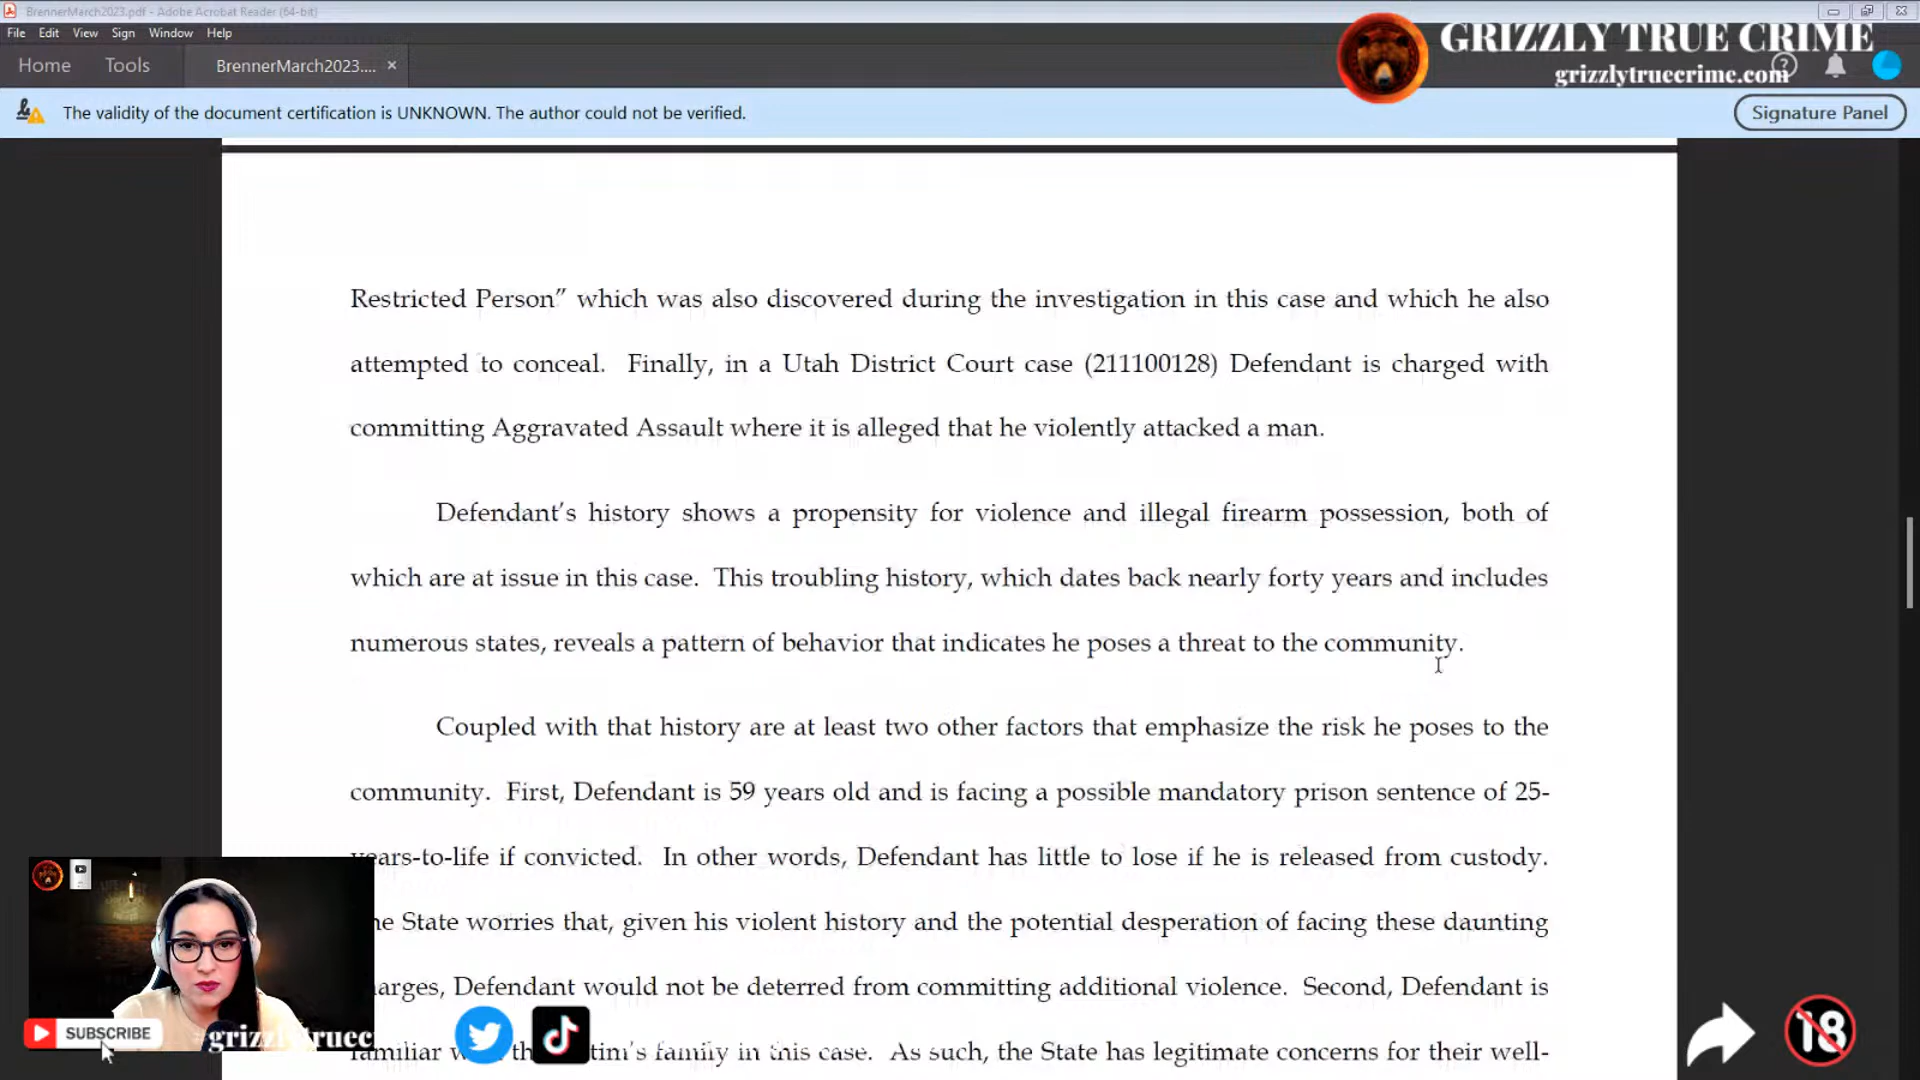 BrennerMarch2023.pdf - Adobe Acrobat Reader (64-bit)
File Edit View Sign Window Help
GRIZZLY TRUE CRIME
grizzlytruecrime.com
Home Tools BrennerMarch2023.... ×
The validity of the document certification is UNKNOWN. The author could not be verified.
Signature Panel
Restricted Person” which was also discovered during the investigation in this case and which he also
attempted to conceal. Finally, in a Utah District Court case (211100128) Defendant is charged with
committing Aggravated Assault where it is alleged that he violently attacked a man.
Defendant’s history shows a propensity for violence and illegal firearm possession, both of
which are at issue in this case. This troubling history, which dates back nearly forty years and includes
numerous states, reveals a pattern of behavior that indicates he poses a threat to the community.
Coupled with that history are at least two other factors that emphasize the risk he poses to the
community. First, Defendant is 59 years old and is facing a possible mandatory prison sentence of 25-
years-to-life if convicted. In other words, Defendant has little to lose if he is released from custody.
State worries that, given his violent history and the potential desperation of facing these daunting
Defendant would not be deterred from committing additional violence. Second, Defendant is
familiar family in this case. As such, the State has legitimate concerns for their well-
SUBSCRIBE
#grizzlytruec
18